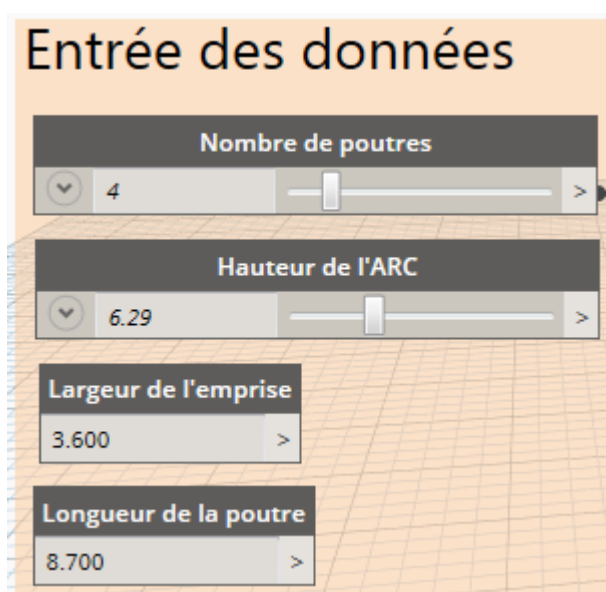 Entrée des données
Nombre de poutres
4 >
Hauteur de l'ARC
6.29 >
Largeur de l'emprise
3.600 >
Longueur de la poutre
8.700 >